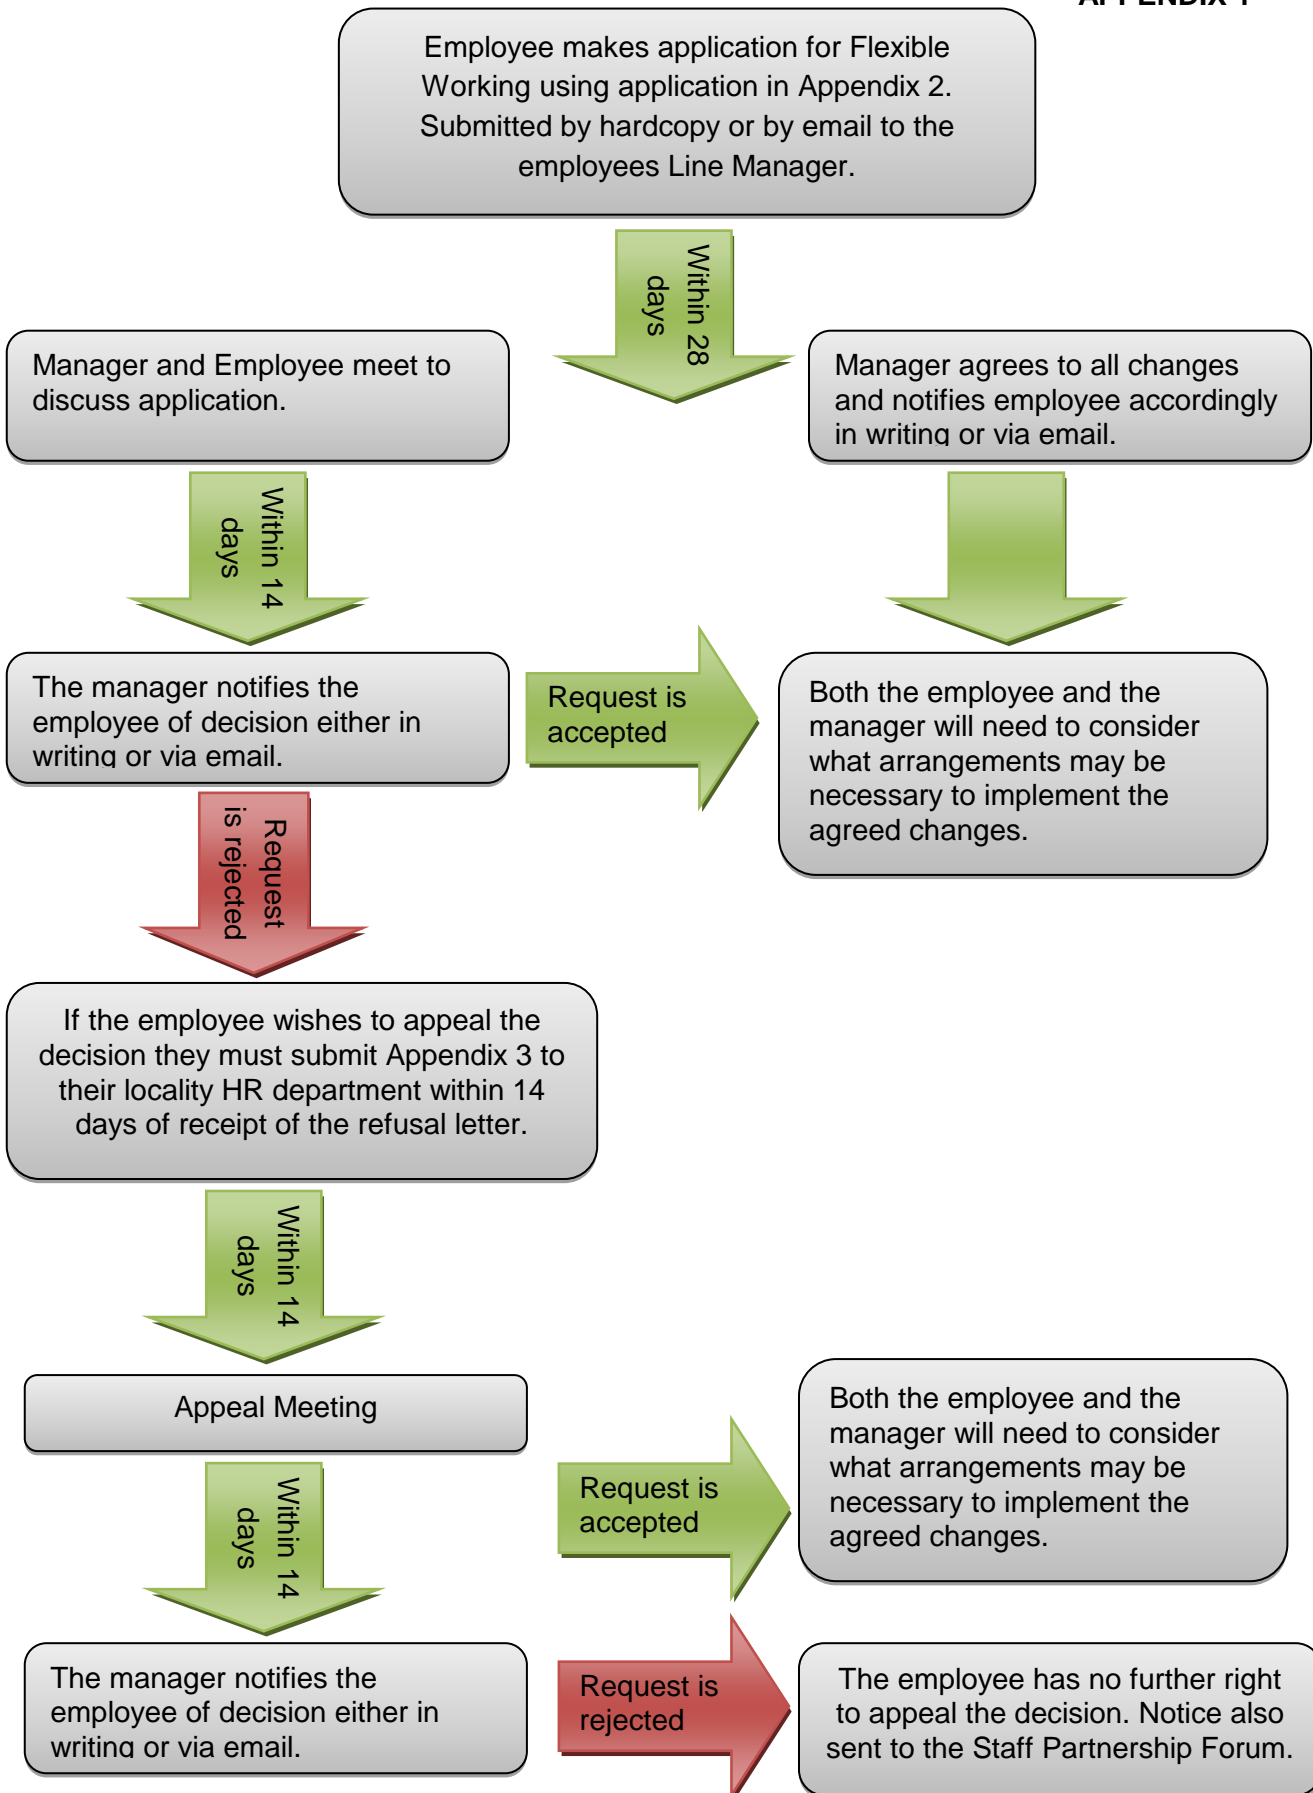 APPENDIX 1
Employee makes application for Flexible
Working using application in Appendix 2.
Submitted by hardcopy or by email to the
employees Line Manager.
Within 28
days
Manager and Employee meet to
discuss application.
Manager agrees to all changes
and notifies employee accordingly
in writing or via email.
Within 14
days
The manager notifies the
employee of decision either in
writing or via email.
Request is
accepted
Both the employee and the
manager will need to consider
what arrangements may be
necessary to implement the
agreed changes.
Request
is rejected
If the employee wishes to appeal the
decision they must submit Appendix 3 to
their locality HR department within 14
days of receipt of the refusal letter.
Within 14
days
Appeal Meeting
Within 14
days
Request is
accepted
Both the employee and the
manager will need to consider
what arrangements may be
necessary to implement the
agreed changes.
The manager notifies the
employee of decision either in
writing or via email.
Request is
rejected
The employee has no further right
to appeal the decision. Notice also
sent to the Staff Partnership Forum.